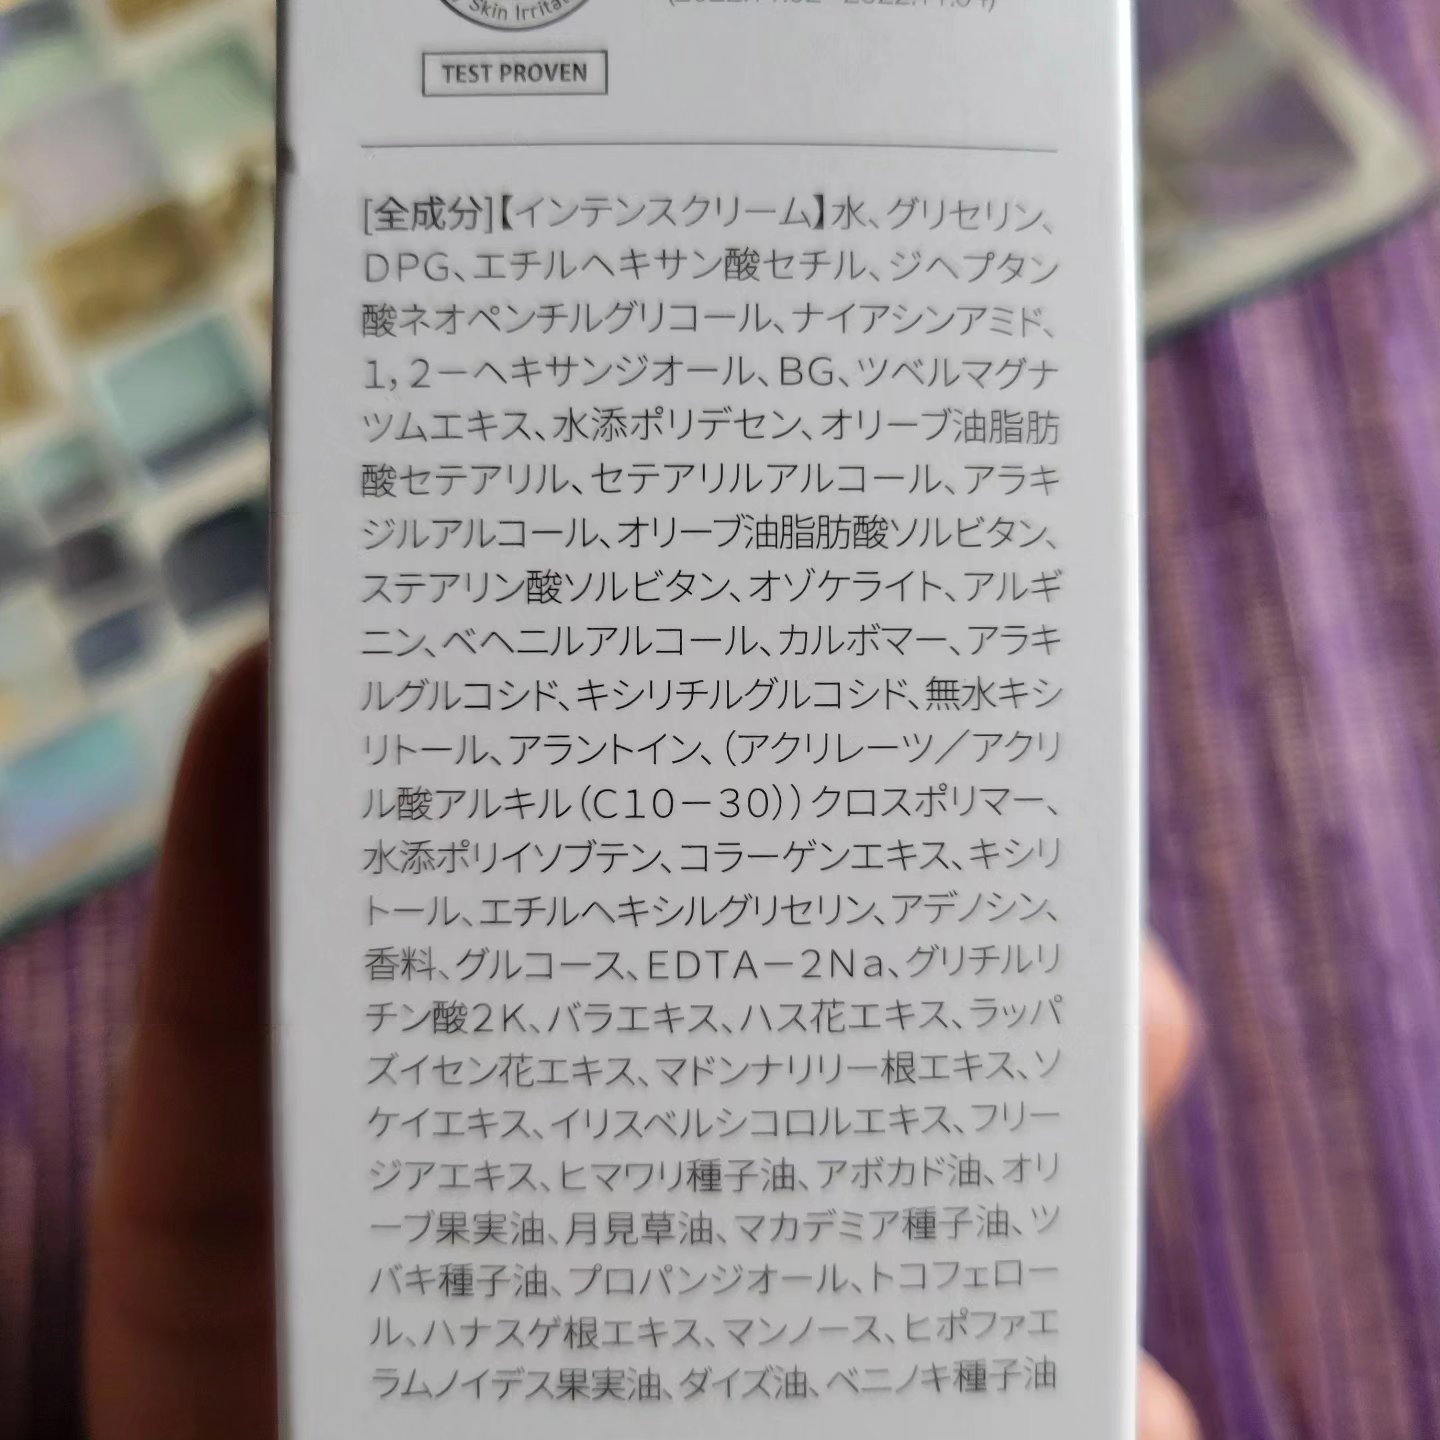 Skin Irrita
TEST PROVEN
[全成分]【インテンスクリーム】水、グリセリン、
DPG、エチルヘキサン酸セチル、ジヘプタン
酸ネオペンチルグリコール、ナイアシンアミド、
1,2－ヘキサンジオール、BG、ツベルマグナ
ツムエキス、水添ポリデセン、オリーブ油脂肪
酸セテアリル、セテアリルアルコール、アラキ
ジルアルコール、オリーブ油脂肪酸ソルビタン、
ステアリン酸ソルビタン、オゾケライト、アルギ
ニン、ベヘニルアルコール、カルボマー、アラキ
ルグルコシド、キシリチルグルコシド、無水キシ
リトール、アラントイン、（アクリレーツ／アクリ
ル酸アルキル（C10－30））クロスポリマー、
水添ポリイソブテン、コラーゲンエキス、キシリ
トール、エチルヘキシルグリセリン、アデノシン、
香料、グルコース、EDTA－2Na、グリチルリ
チン酸2K、バラエキス、ハス花エキス、ラッパ
ズイセン花エキス、マドンナリリー根エキス、ソ
ケイエキス、イリスベルシコロルエキス、フリー
ジアエキス、ヒマワリ種子油、アボカド油、オリ
ーブ果実油、月見草油、マカデミア種子油、ツ
バキ種子油、プロパンジオール、トコフェロー
ル、ハナスゲ根エキス、マンノース、ヒポファエ
ラムノイデス果実油、ダイズ油、ベニノキ種子油